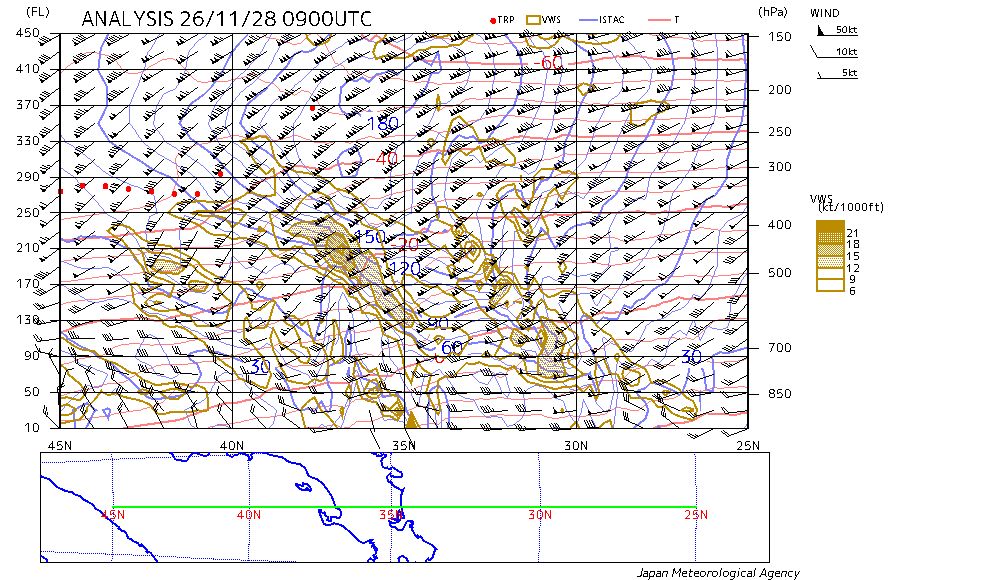 (FL) ANALYSIS 26/11/28 0900UTC TRP VWS ISTAC T (hPa) WIND
450 -60 150 50kt
410 10kt
370 200 5kt
180
330 250
-40
290 300
250 VWS
(kt/1000ft)
150 400
210 -20 21
120 18
170 500 15
12
130 90 9
60 700 6
90 30 0 30
50 850
10
45N 40N 35N 30N 25N
45N 40N 35N 30N 25N
Japan Meteorological Agency